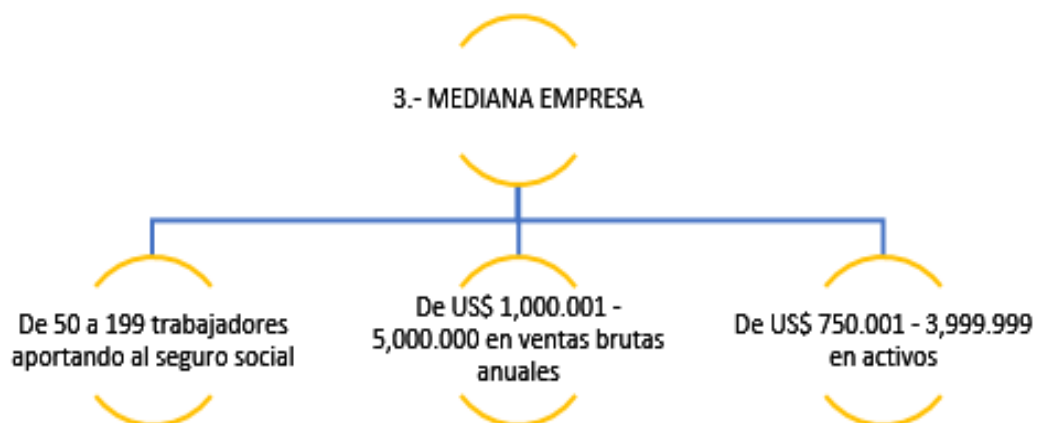 3.- MEDIANA EMPRESA
De 50 a 199 trabajadores
aportando al seguro social
De US$ 1,000.001 -
5,000.000 en ventas brutas
anuales
De US$ 750.001 - 3,999.999
en activos